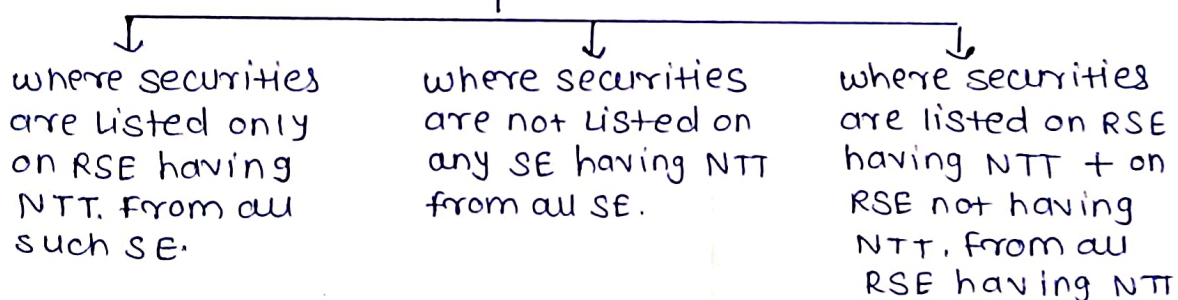 where securities
are listed only
on RSE having
NTT. From all
such SE.
where securities
are not listed on
any SE having NTT
from all SE.
where securities
are listed on RSE
having NTT + on
RSE not having
NTT. From all
RSE having NTT